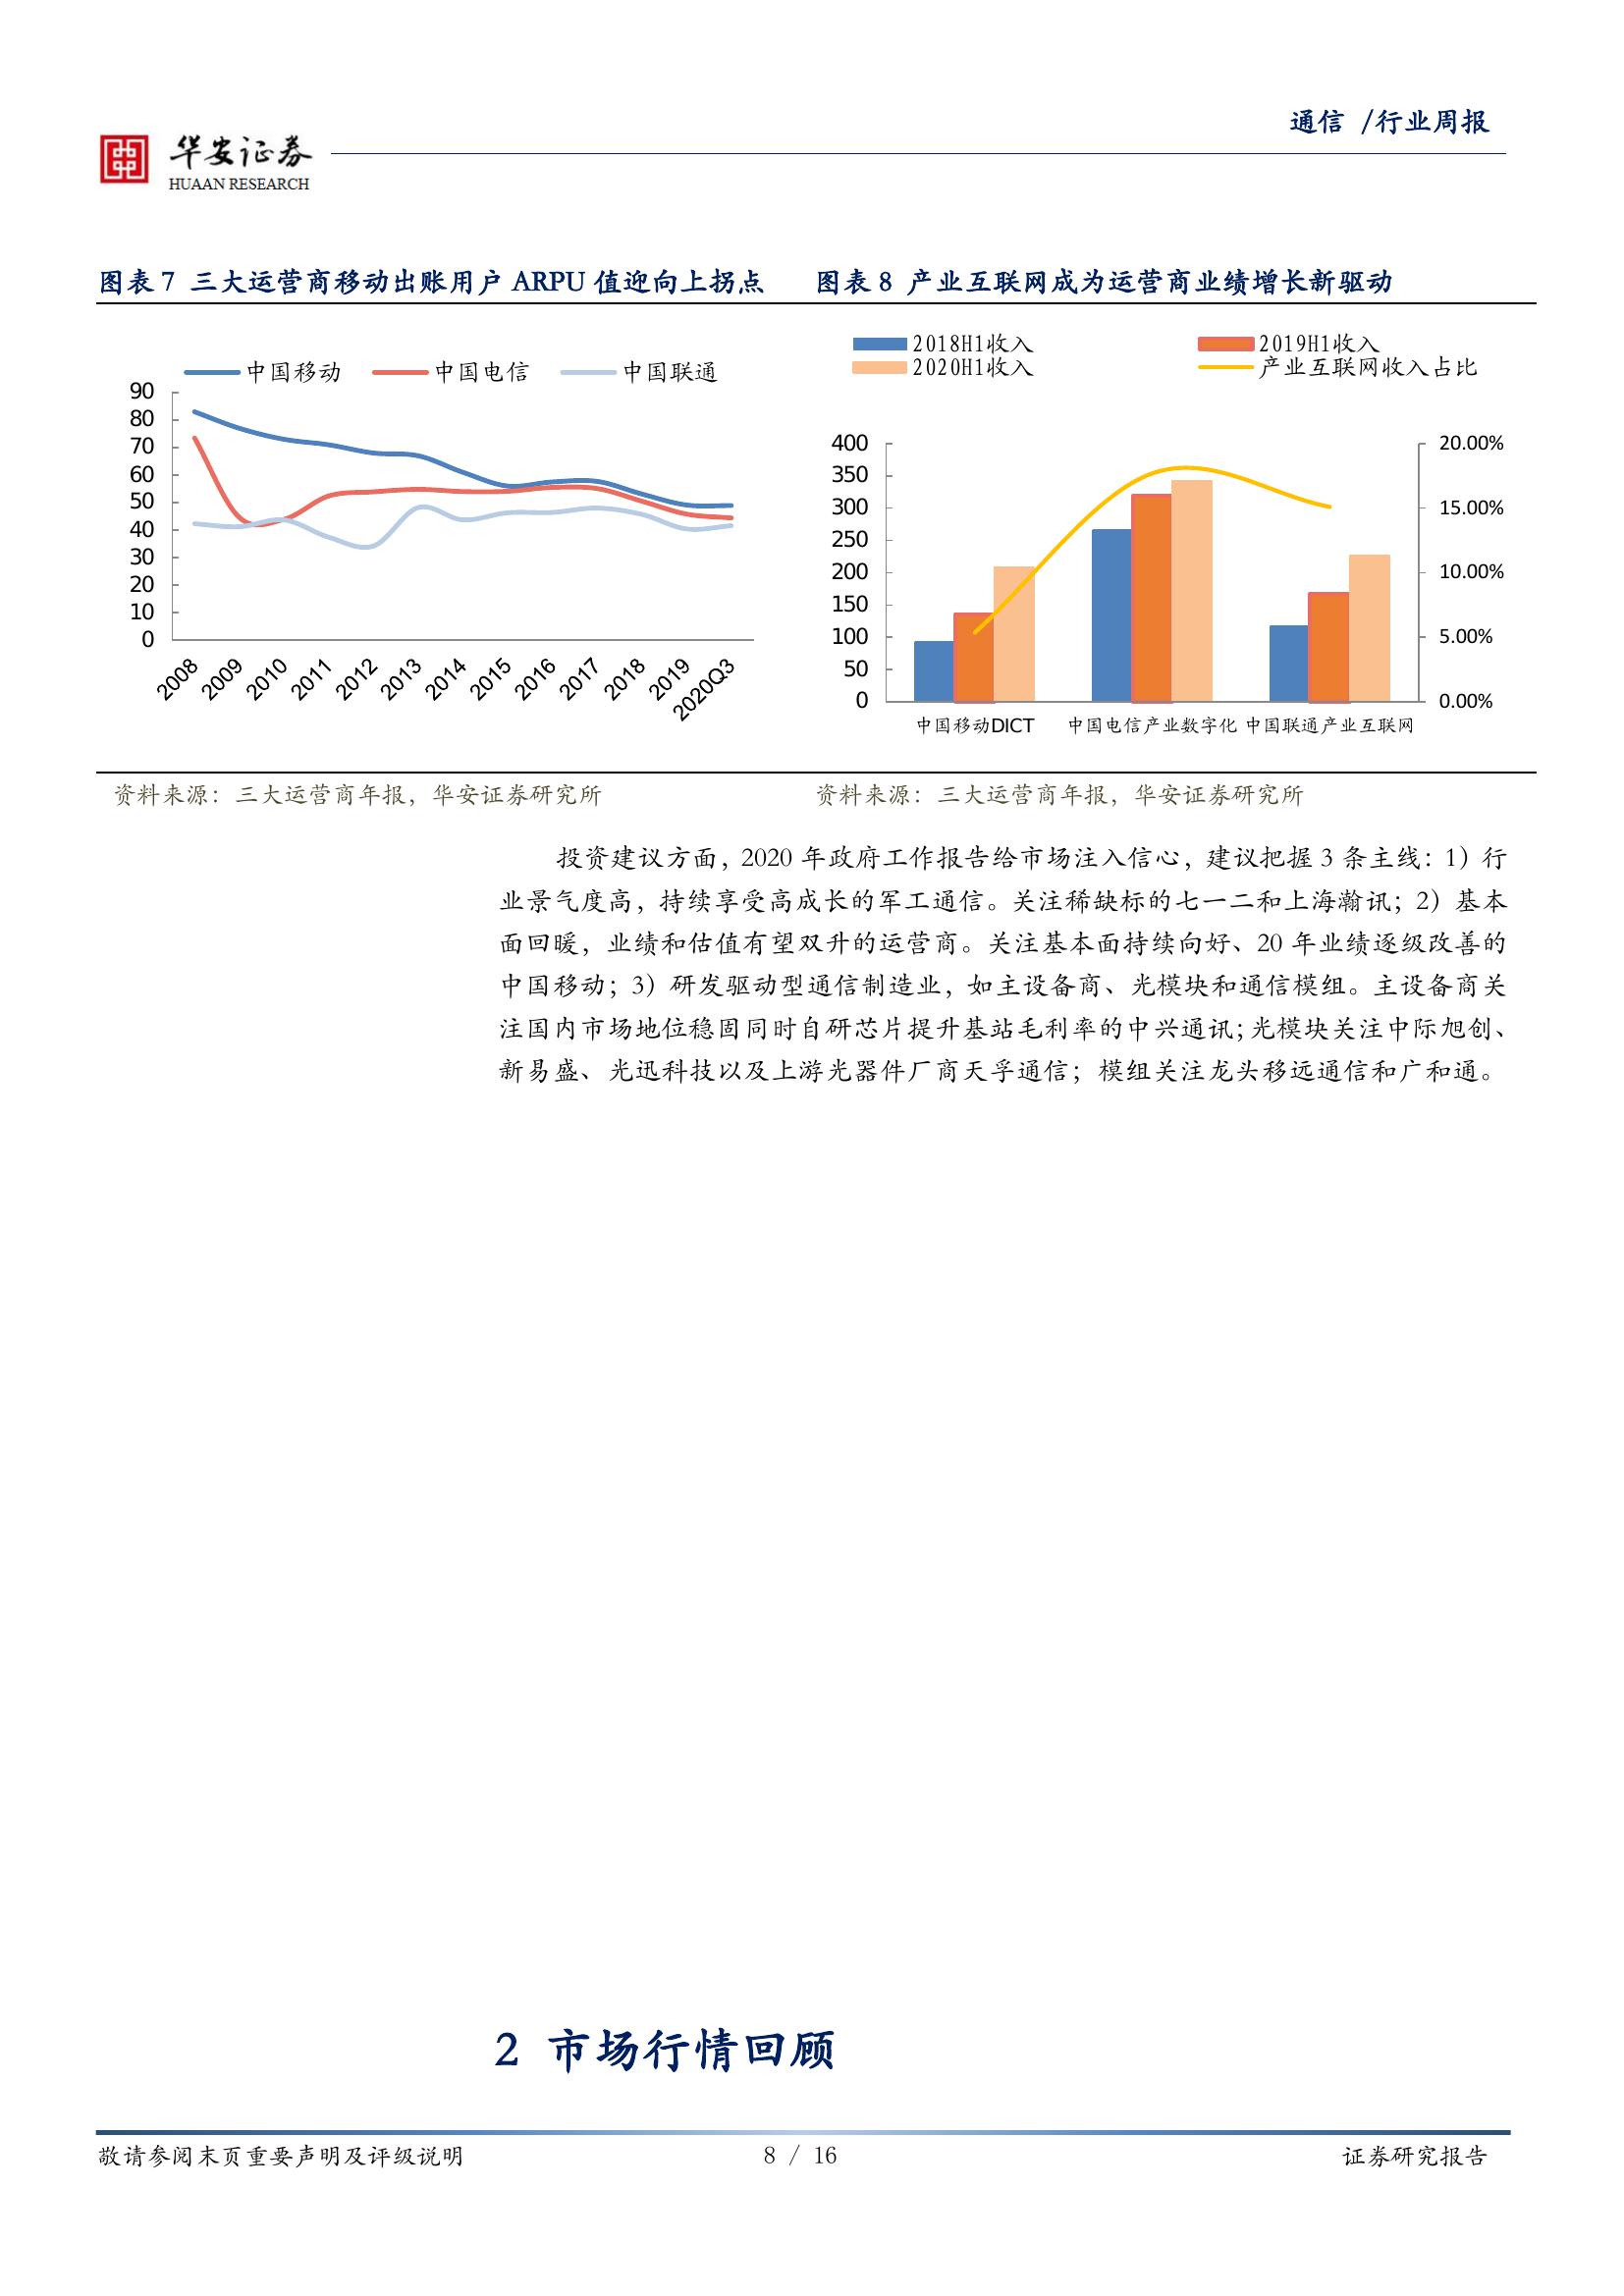 通信 /行业周报
华安证券
HUAAN RESEARCH
图表 7 三大运营商移动出账用户 ARPU 值迎向上拐点
中国移动 中国电信 中国联通
90
80
70
60
50
40
30
20
10
0
2008 2009 2010 2011 2012 2013 2014 2015 2016 2017 2018 2019 2020Q3
资料来源：三大运营商年报，华安证券研究所
图表 8 产业互联网成为运营商业绩增长新驱动
2018H1收入 2019H1收入
2020H1收入 产业互联网收入占比
400 20.00%
350
300 15.00%
250
200 10.00%
150
100 5.00%
50
0 0.00%
中国移动DICT 中国电信产业数字化 中国联通产业互联网
资料来源：三大运营商年报，华安证券研究所
投资建议方面，2020 年政府工作报告给市场注入信心，建议把握 3 条主线：1）行
业景气度高，持续享受高成长的军工通信。关注稀缺标的七一二和上海瀚讯；2）基本
面回暖，业绩和估值有望双升的运营商。关注基本面持续向好、20 年业绩逐级改善的
中国移动；3）研发驱动型通信制造业，如主设备商、光模块和通信模组。主设备商关
注国内市场地位稳固同时自研芯片提升基站毛利率的中兴通讯；光模块关注中际旭创、
新易盛、光迅科技以及上游光器件厂商天孚通信；模组关注龙头移远通信和广和通。
2 市场行情回顾
敬请参阅末页重要声明及评级说明 8 / 16 证券研究报告